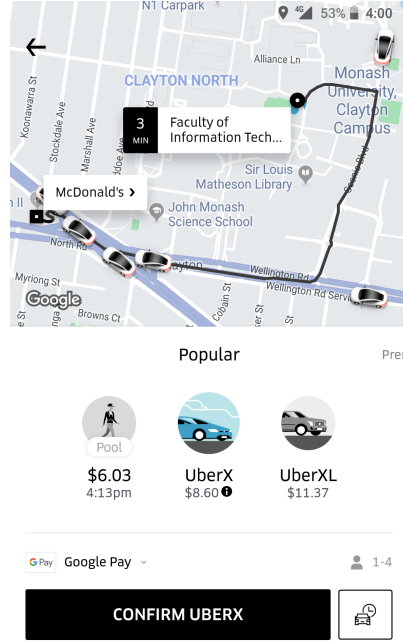 N1 Carpark
4G 53% 4:00
Alliance Ln
Monash
University,
Clayton
Campus
CLAYTON NORTH
Koonawarra St
Stockdale Ave
Marshall Ave
3
MIN
Faculty of
Information Tech...
Scenic Blvd
Sir Louis
Matheson Library
McDonald's ›
John Monash
Science School
North Rd
Wellington Rd
Wellington Rd Servi
Myriong St
Google
Cobain St
Browns Ct
Popular
Pool
$6.03
4:13pm
UberX
$8.60
UberXL
$11.37
G Pay Google Pay
1-4
CONFIRM UBERX